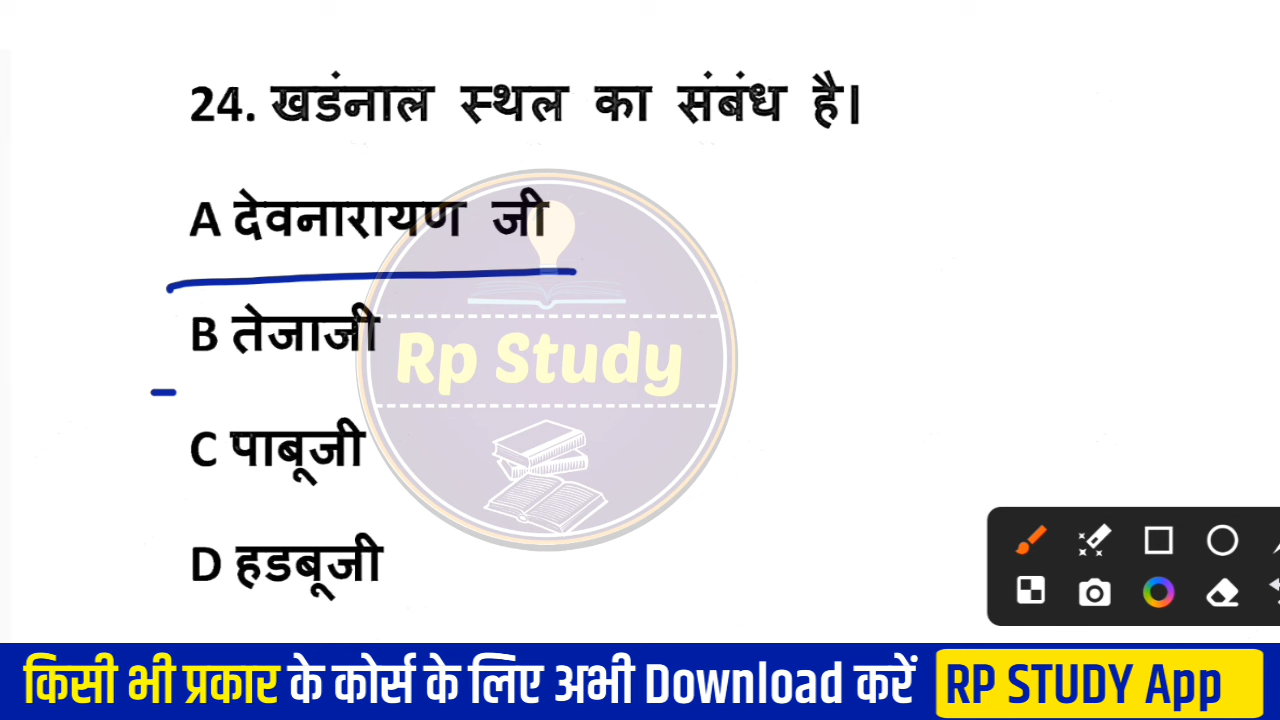 24. खडंनाल स्थल का संबंध है।
A देवनारायण जी
B तेजाजी
Rp Study
C पाबूजी
D हडबूजी
किसी भी प्रकार के कोर्स के लिए अभी Download करें RP STUDY App